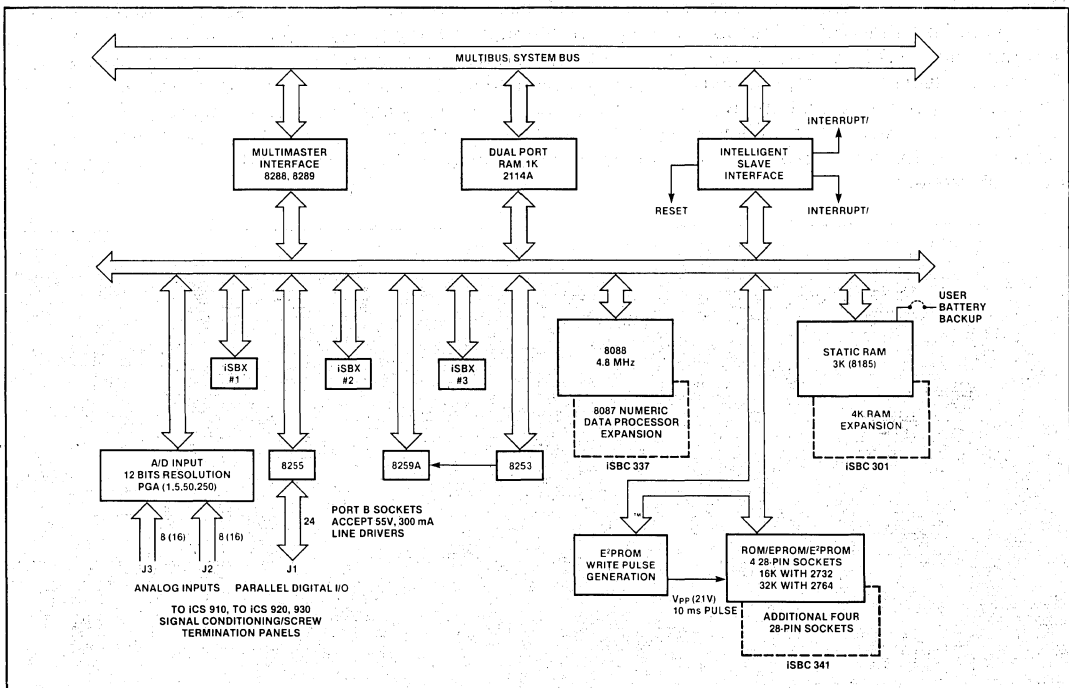 MULTIBUS, SYSTEM BUS
MULTIMASTER
INTERFACE
8288, 8289
DUAL PORT
RAM 1K
2114A
INTELLIGENT
SLAVE
INTERFACE
INTERRUPT/
RESET
INTERRUPT/
iSBX
#1
iSBX
#2
iSBX
#3
8088
4.8 MHz
8087 NUMERIC
DATA PROCESSOR
EXPANSION
iSBC 337
USER
BATTERY
BACKUP
STATIC RAM
3K (8185)
4K RAM
EXPANSION
iSBC 301
A/D INPUT
12 BITS RESOLUTION
PGA (1,5,50,250)
8255
8259A
8253
8 (16)
8 (16)
24
PORT B SOCKETS
ACCEPT 55V, 300 mA
LINE DRIVERS
J3
J2
J1
ANALOG INPUTS
PARALLEL DIGITAL I/O
TO iCS 910, TO iCS 920, 930
SIGNAL CONDITIONING/SCREW
TERMINATION PANELS
™
E²PROM
WRITE PULSE
GENERATION
VPP (21V)
10 ms PULSE
ROM/EPROM/E²PROM
4 28-PIN SOCKETS
16K WITH 2732
32K WITH 2764
ADDITIONAL FOUR
28-PIN SOCKETS
iSBC 341